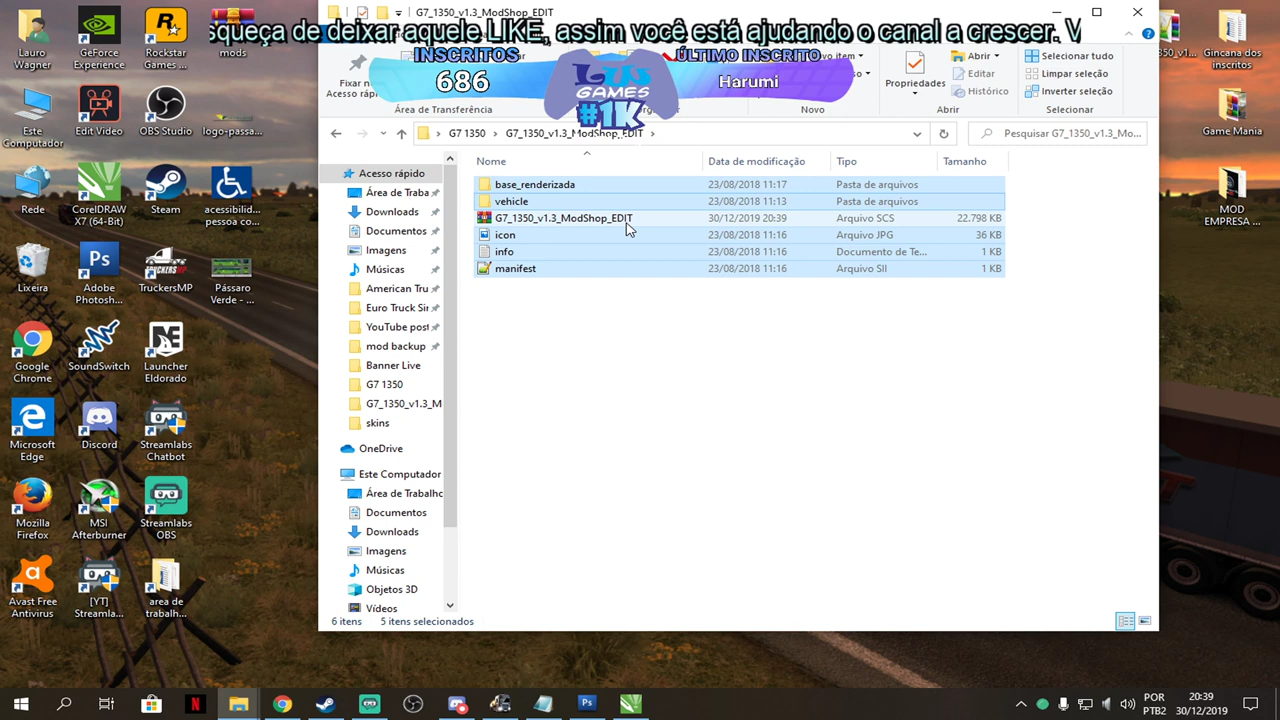 G7_1350_v1.3_ModShop_EDIT
squeça de deixar aquele LIKE, assim você está ajudando o canal a crescer. V
INSCRITOS
686
LWS
GAMES
#1K
ÚLTIMO INSCRITO
Harumi
Fixar no
Acesso ráp
Área de Transferência
Novo item
Novo
Propriedades
Abrir
Editar
Histórico
Abrir
Selecionar tudo
Limpar seleção
Inverter seleção
Selecionar
G7 1350
G7_1350_v1.3_ModShop_EDIT
Pesquisar G7_1350_v1.3_Mo...
Nome
Data de modificação
Tipo
Tamanho
base_renderizada 23/08/2018 11:17 Pasta de arquivos
vehicle 23/08/2018 11:13 Pasta de arquivos
G7_1350_v1.3_ModShop_EDIT 30/12/2019 20:39 Arquivo SCS 22.798 KB
icon 23/08/2018 11:16 Arquivo JPG 36 KB
info 23/08/2018 11:16 Documento de Te... 1 KB
manifest 23/08/2018 11:16 Arquivo SII 1 KB
Acesso rápido
Área de Traba
Downloads
Documentos
Imagens
Músicas
American Tru
Euro Truck Sir
YouTube post
mod backup
Banner Live
G7 1350
G7_1350_v1.3_M
skins
OneDrive
Este Computador
Área de Trabalho
Documentos
Downloads
Imagens
Músicas
Objetos 3D
Vídeos
6 itens
5 itens selecionados
Lauro
Wagner
GeForce
Experience
Rockstar
Games ...
mods
Este
Computador
Edit Video
OBS Studio
logo-passa...
Rede
CorelDRAW
X7 (64-Bit)
Steam
acessibilid...
pessoa co...
Lixeira
Adobe
Photosh...
TruckersMP
Pássaro
Verde - ...
Google
Chrome
SoundSwitch
Launcher
Eldorado
Microsoft
Edge
Discord
Streamlabs
Chatbot
Mozilla
Firefox
MSI
Afterburner
Streamlabs
OBS
Avast Free
Antivirus
[YT]
Streamla...
area de
trabalh...
Gincana dos
inscritos
Game Mania
MOD
EMPRESA ...
POR
PTB2
20:39
30/12/2019